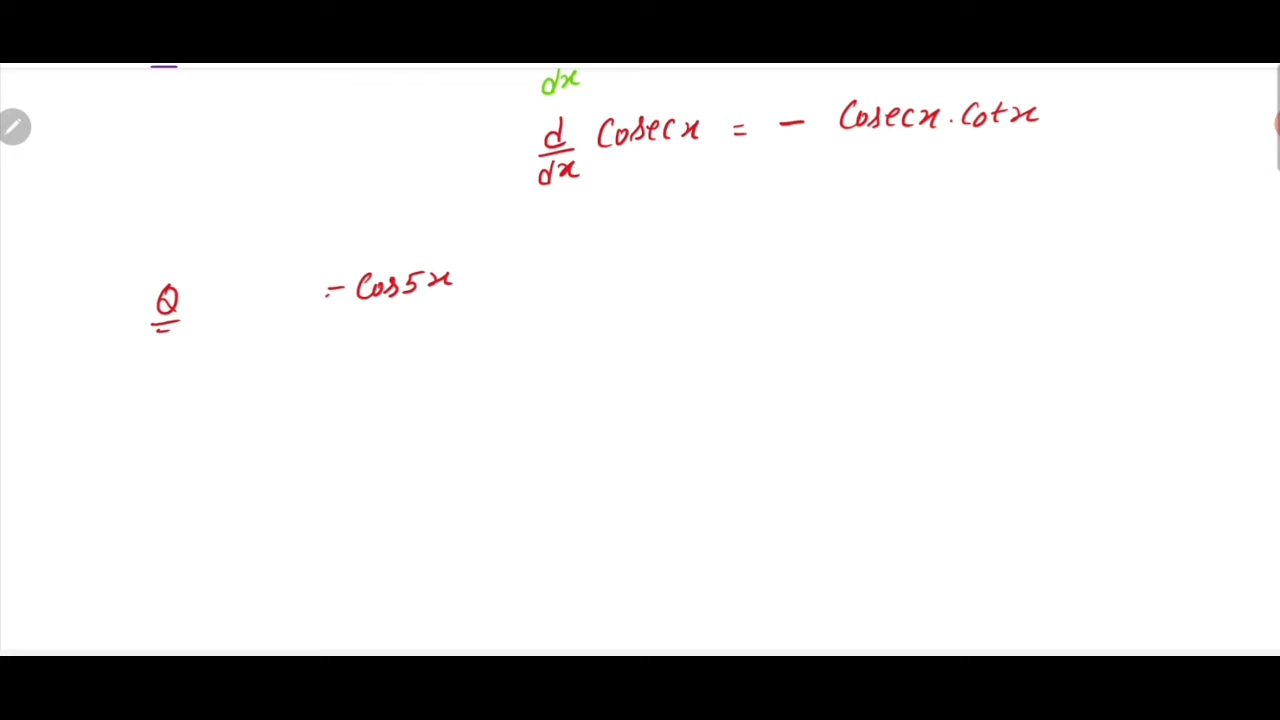 dx
d/dx Cosecx = - Cosecx.Cotx
Q =- Cos5x